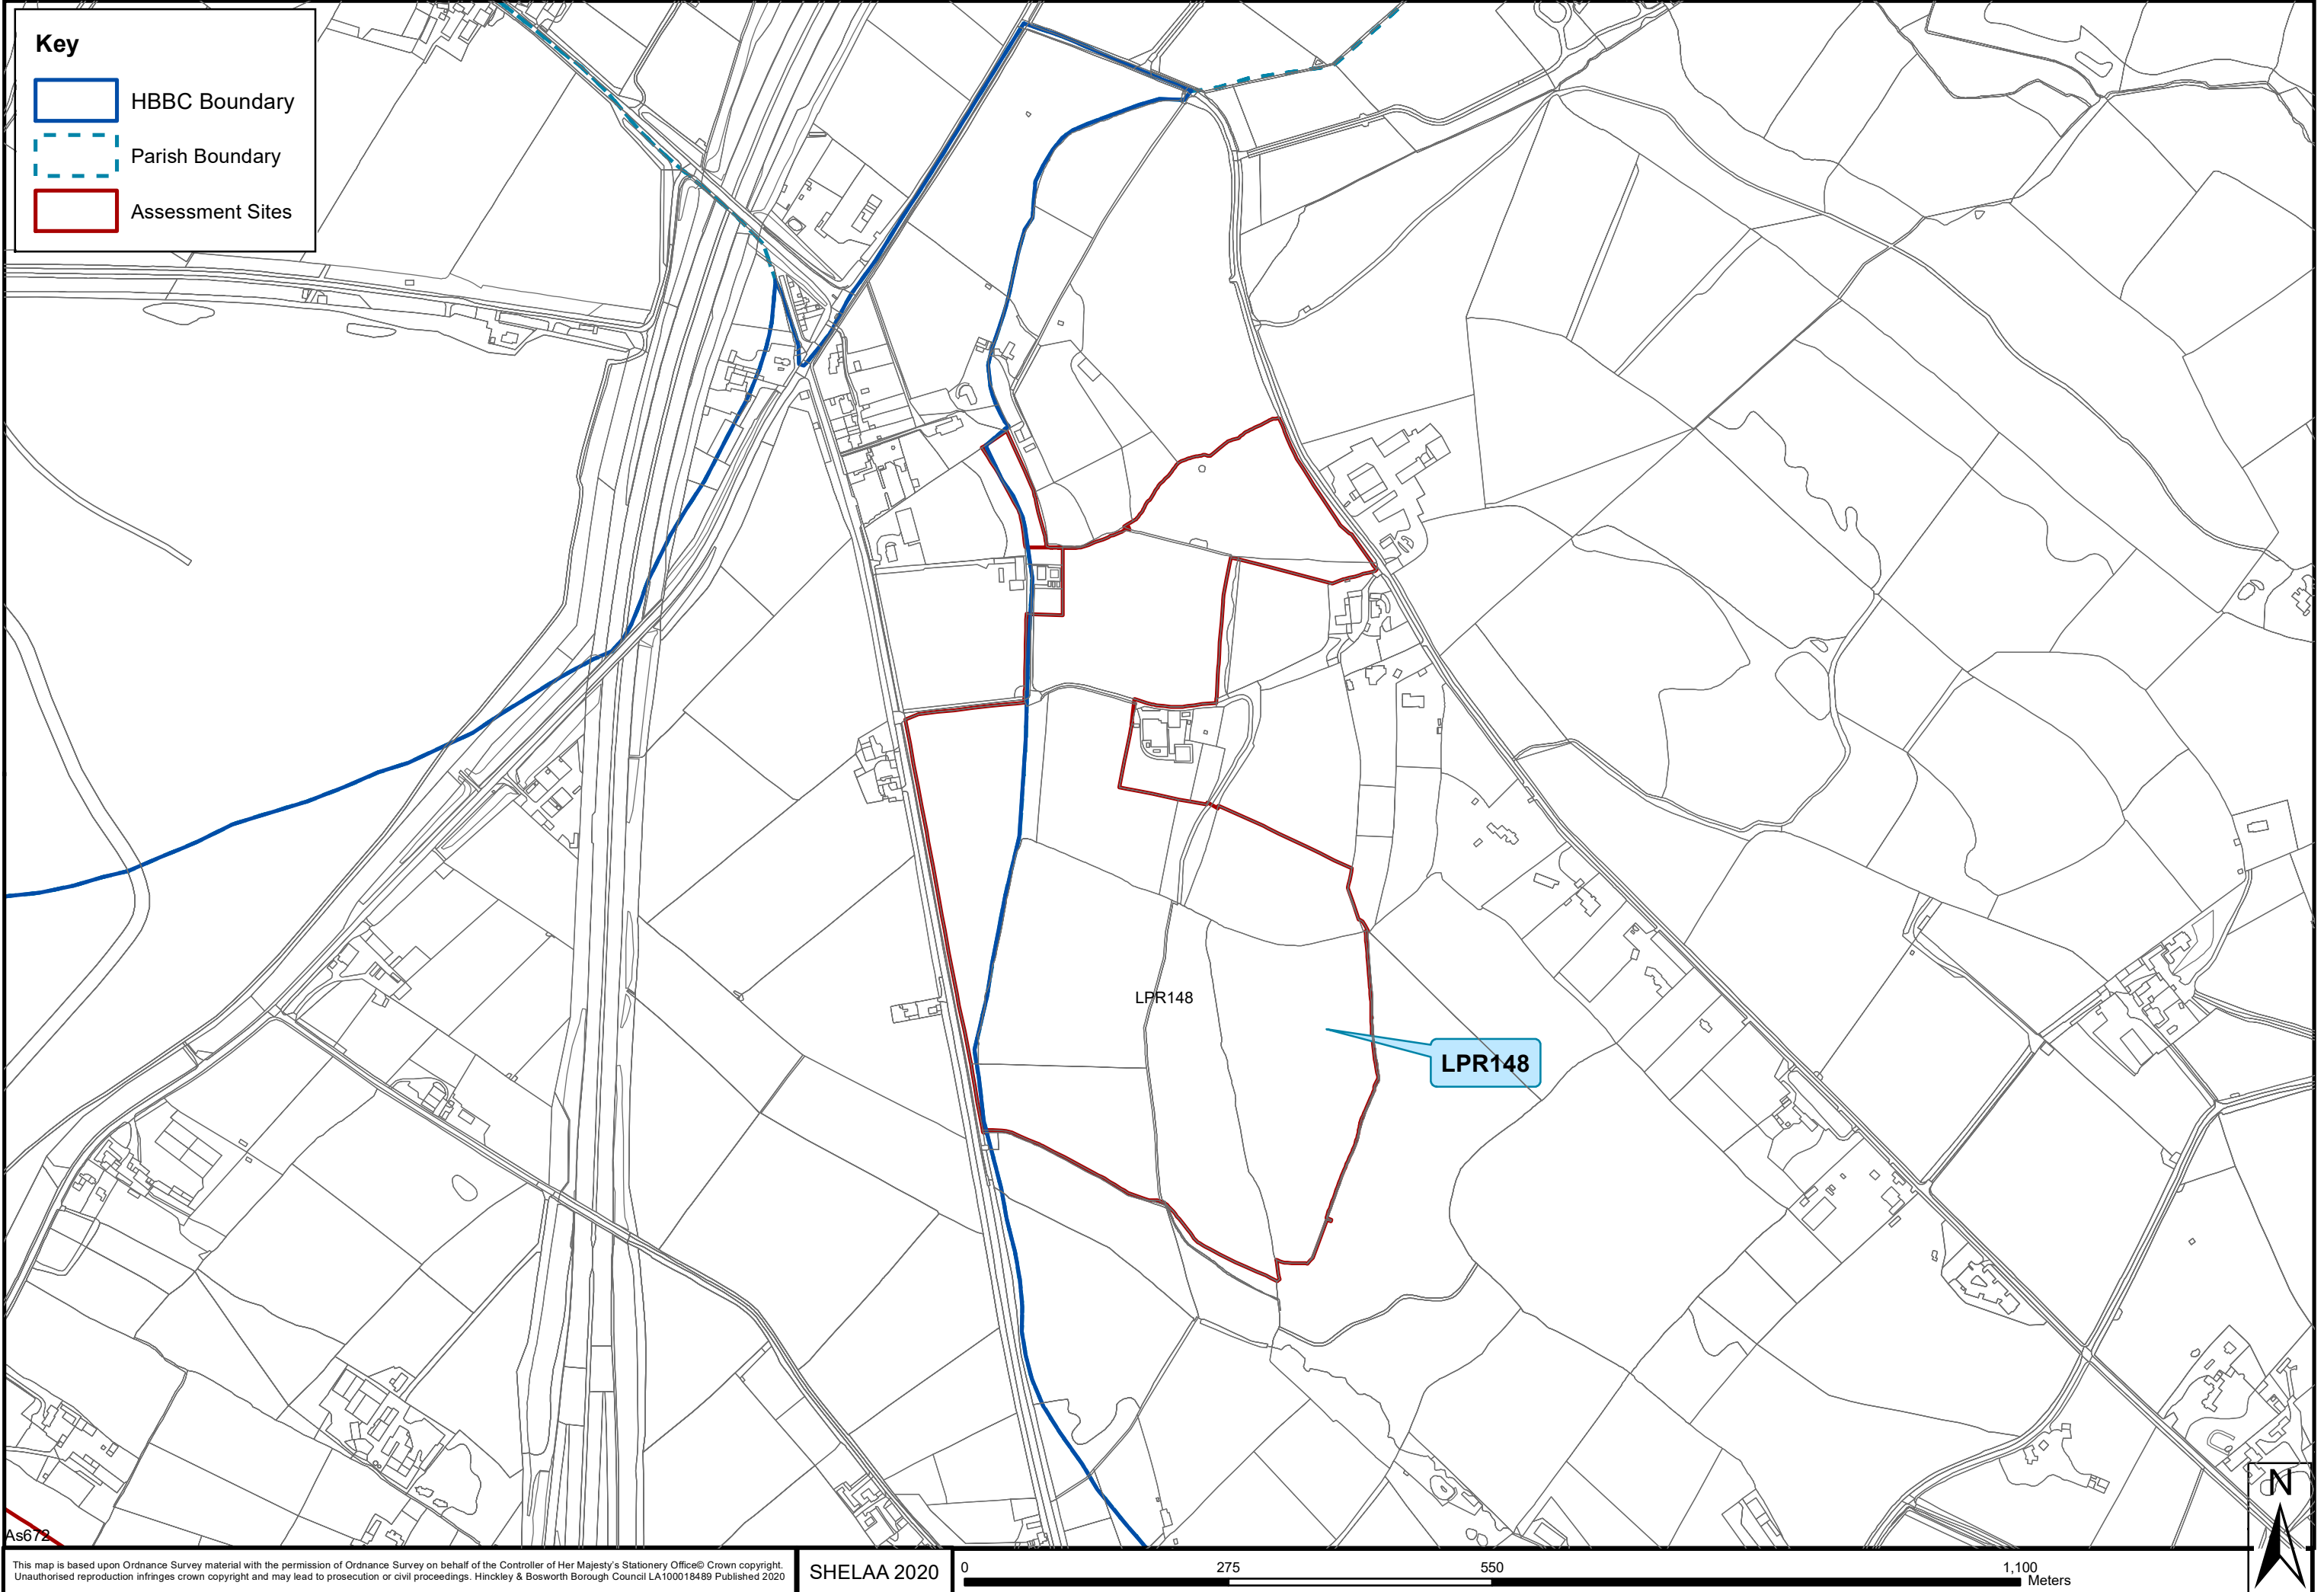 Key
HBBC Boundary
Parish Boundary
Assessment Sites
LPR148
LPR148
As672
This map is based upon Ordnance Survey material with the permission of Ordnance Survey on behalf of the Controller of Her Majesty's Stationery Office© Crown copyright.
Unauthorised reproduction infringes crown copyright and may lead to prosecution or civil proceedings. Hinckley & Bosworth Borough Council LA100018489 Published 2020
SHELAA 2020
0 275 550 1,100
Meters
N